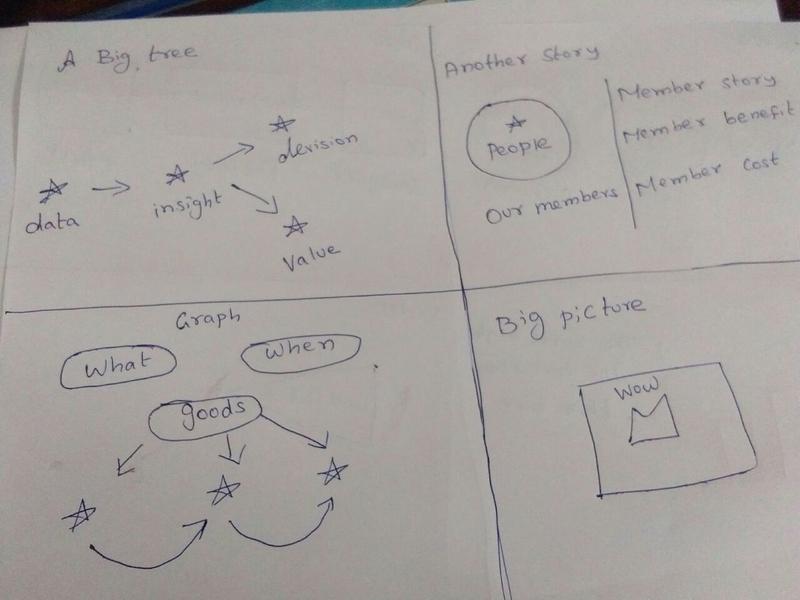 A Big tree
data
insight
devision
value
Another story
People
Our members
Member story
Member benefit
Member cost
Graph
What
When
goods
Big picture
WOW